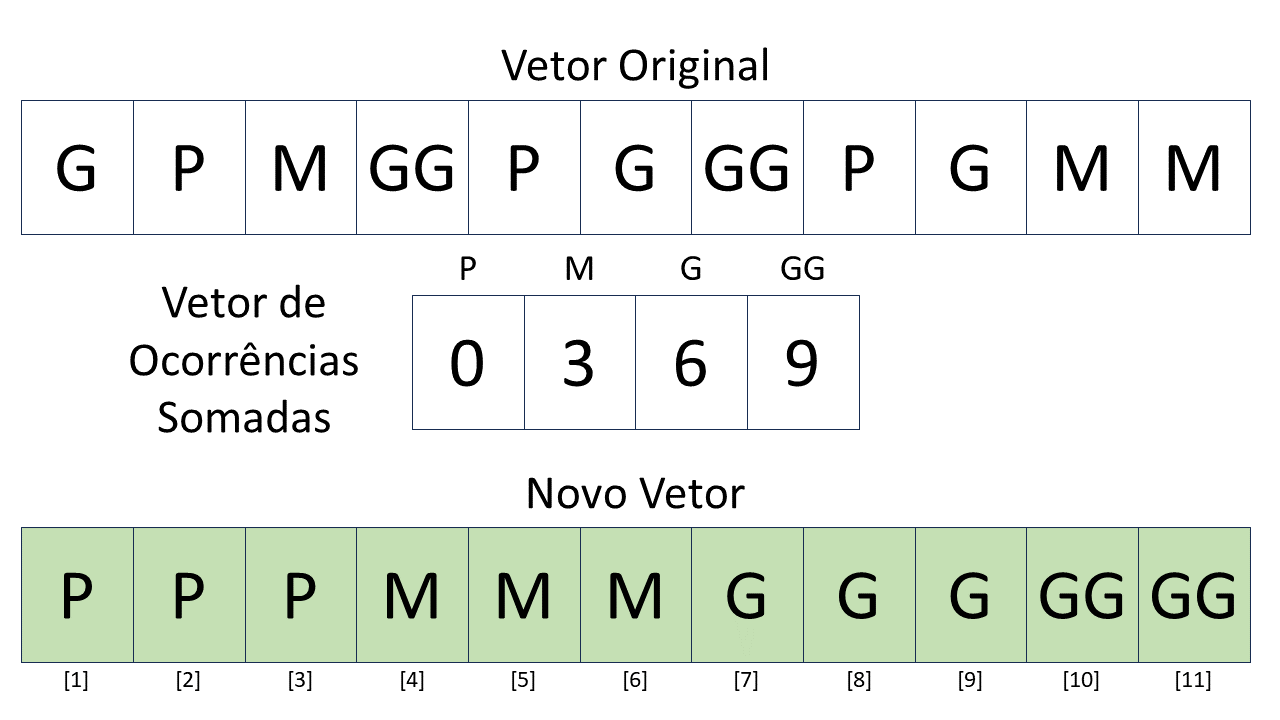 Vetor Original
G P M GG P G GG P G M M
P M G GG
Vetor de
Ocorrências
Somadas
0 3 6 9
Novo Vetor
P P P M M M G G G GG GG
[1] [2] [3] [4] [5] [6] [7] [8] [9] [10] [11]